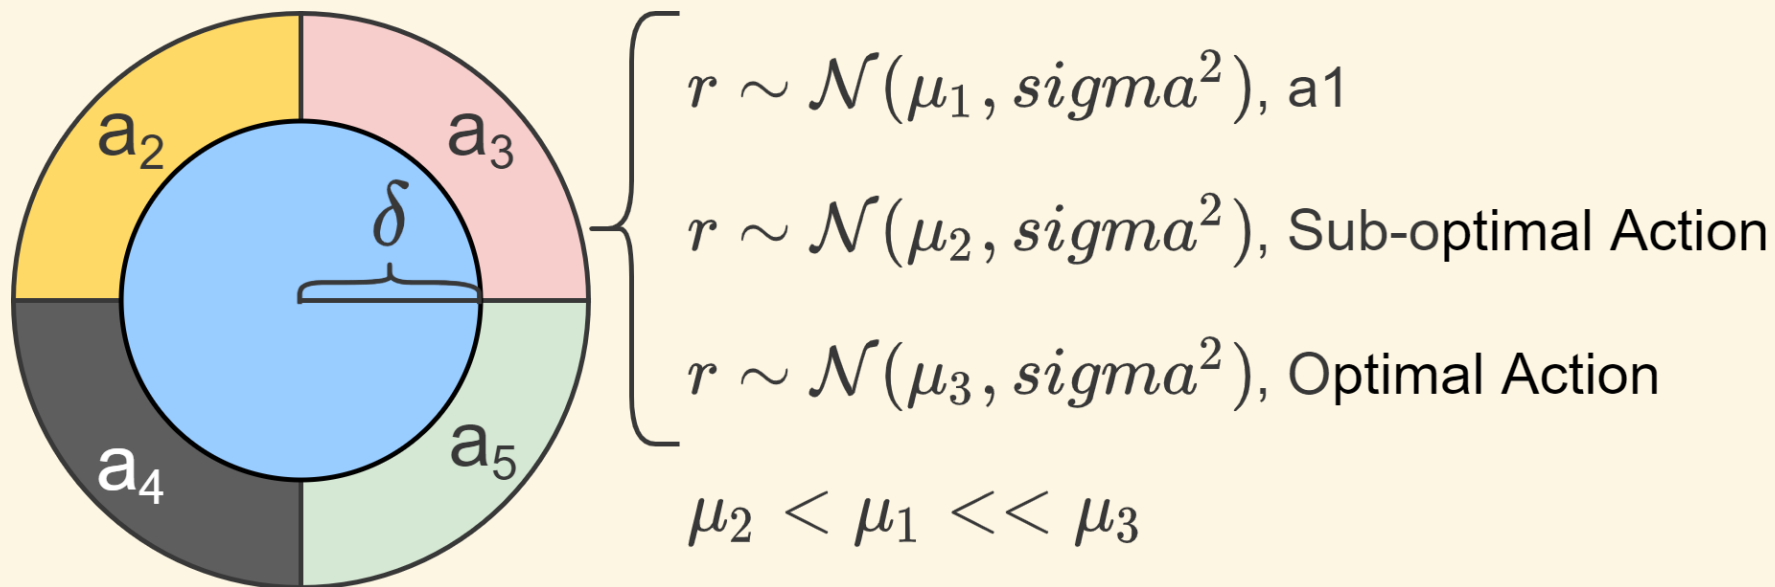 a₂
a₃
δ
a₄
a₅
r ∼ 𝒩(μ₁, sigma²), a1
r ∼ 𝒩(μ₂, sigma²), Sub-optimal Action
r ∼ 𝒩(μ₃, sigma²), Optimal Action
μ₂ < μ₁ << μ₃